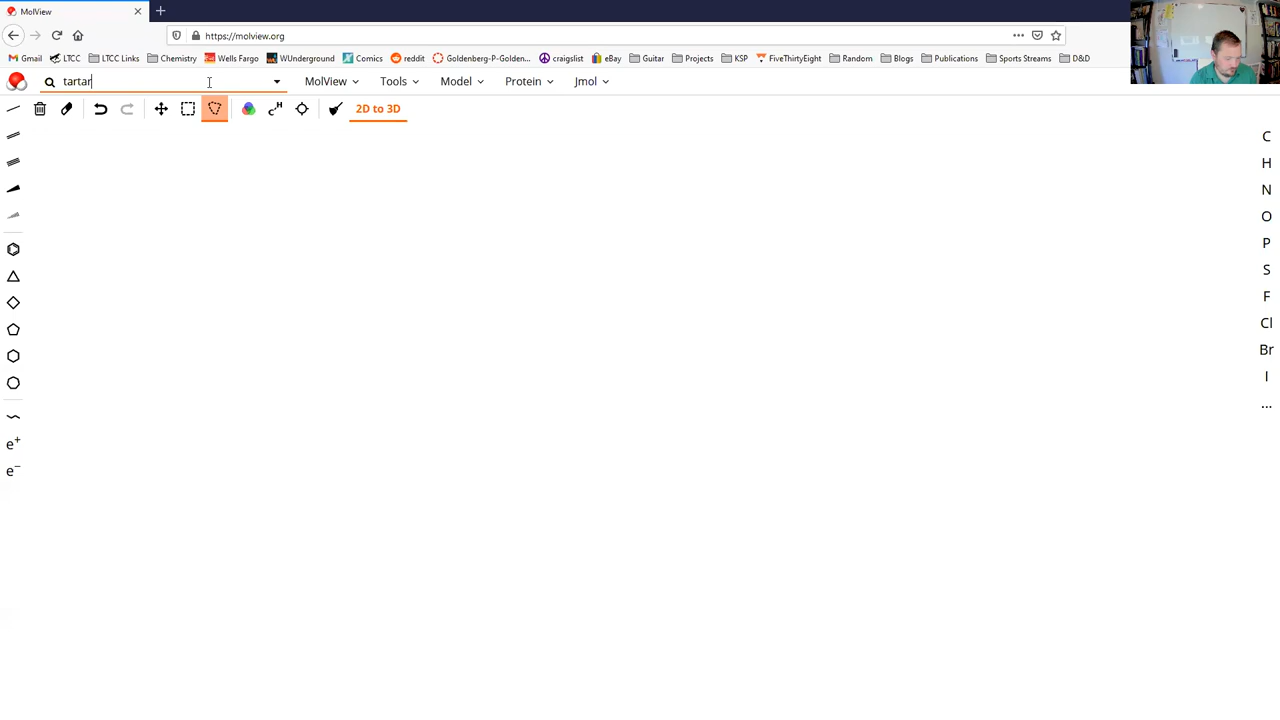 MolView
https://molview.org
Gmail LTCC LTCC Links Chemistry Wells Fargo WUnderground Comics reddit Goldenberg-P-Golden... craigslist eBay Guitar Projects KSP FiveThirtyEight Random Blogs Publications Sports Streams D&D
tartar MolView Tools Model Protein Jmol
2D to 3D
C
H
N
O
P
S
F
Cl
Br
I
...
e+
e−